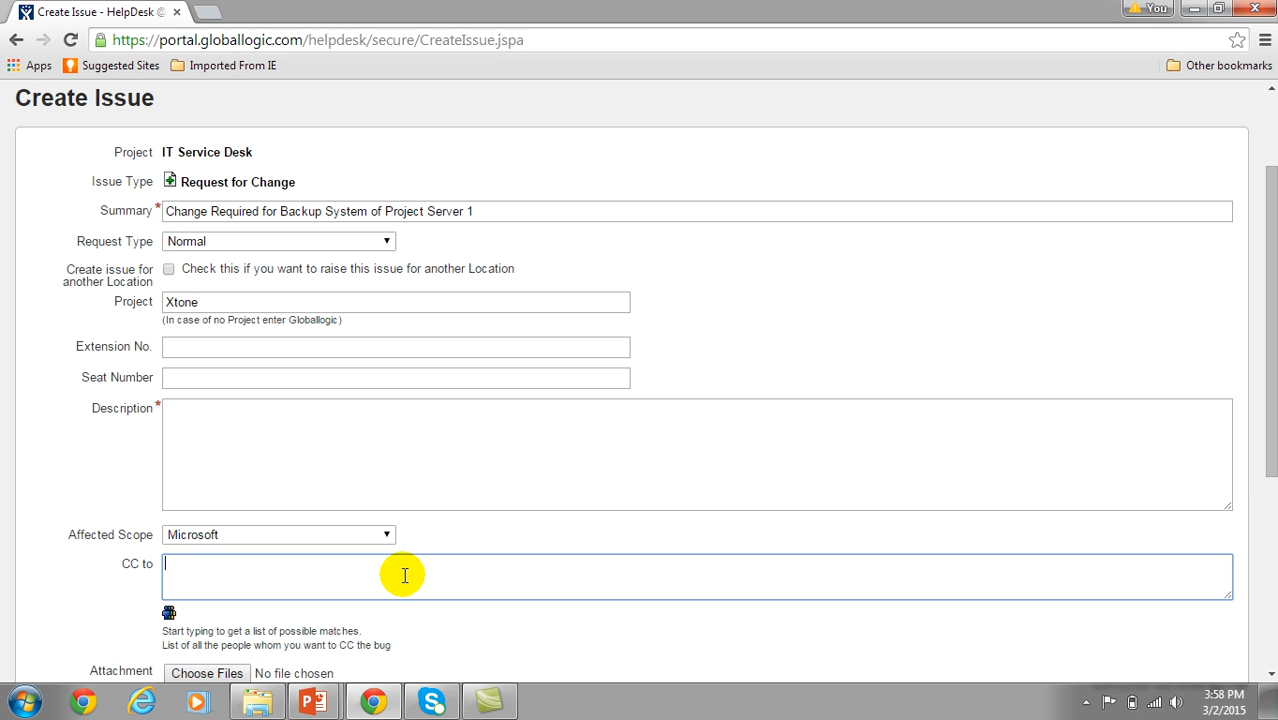 Create Issue - HelpDesk @
You
https://portal.globallogic.com/helpdesk/secure/CreateIssue.jspa
Apps Suggested Sites Imported From IE Other bookmarks
Create Issue
Project IT Service Desk
Issue Type Request for Change
Summary * Change Required for Backup System of Project Server 1
Request Type Normal
Create issue for another Location Check this if you want to raise this issue for another Location
Project Xtone
(In case of no Project enter Globallogic)
Extension No.
Seat Number
Description *
Affected Scope Microsoft
CC to
Start typing to get a list of possible matches.
List of all the people whom you want to CC the bug
Attachment Choose Files No file chosen
3:58 PM
3/2/2015